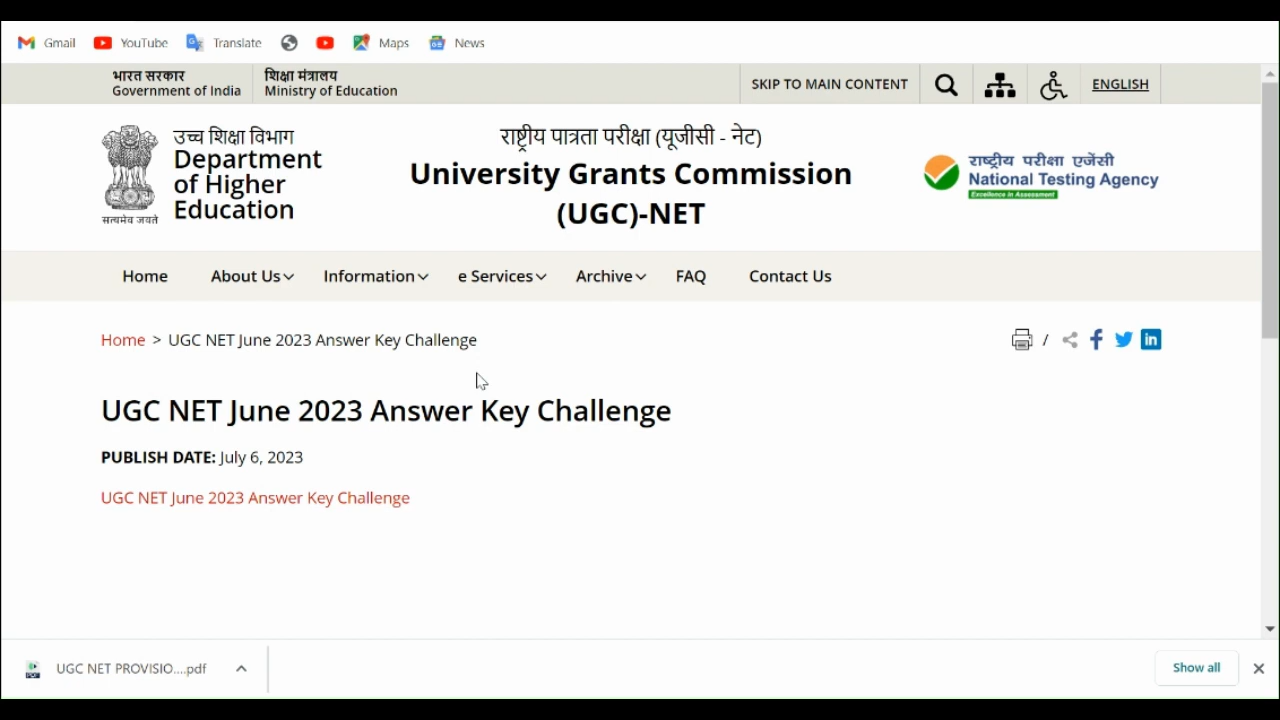 Gmail YouTube Translate Maps News
भारत सरकार
Government of India
शिक्षा मंत्रालय
Ministry of Education
SKIP TO MAIN CONTENT
ENGLISH
सत्यमेव जयते
उच्च शिक्षा विभाग
Department
of Higher
Education
राष्ट्रीय पात्रता परीक्षा (यूजीसी - नेट)
University Grants Commission
(UGC)-NET
राष्ट्रीय परीक्षा एजेंसी
National Testing Agency
Excellence in Assessment
Home About Us Information e Services Archive FAQ Contact Us
Home > UGC NET June 2023 Answer Key Challenge
/
UGC NET June 2023 Answer Key Challenge
PUBLISH DATE: July 6, 2023
UGC NET June 2023 Answer Key Challenge
UGC NET PROVISIO....pdf
Show all